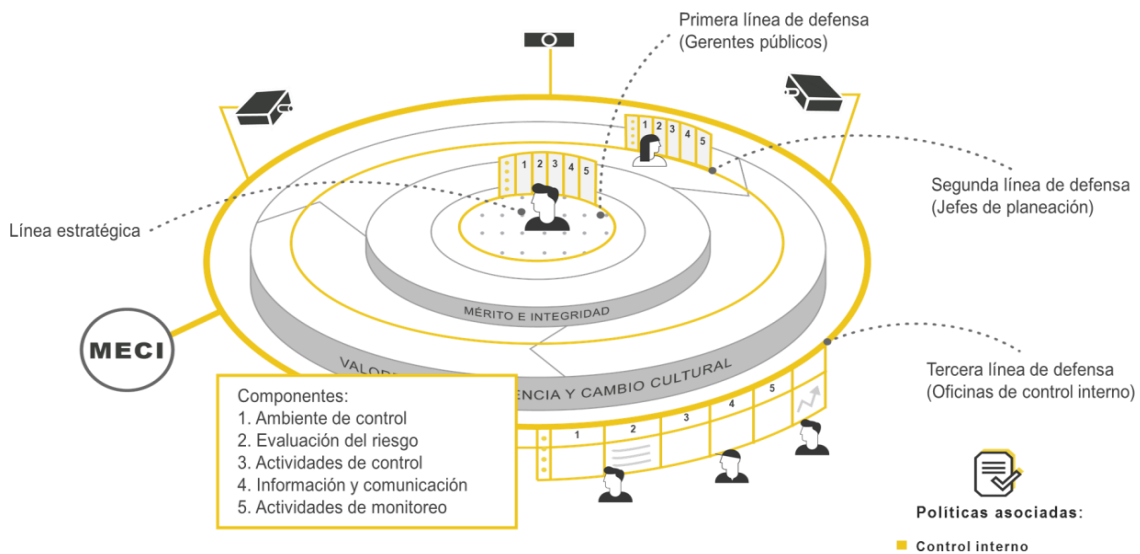 Primera línea de defensa
(Gerentes públicos)
1 2 3 4 5
1 2 3 4 5
Segunda línea de defensa
(Jefes de planeación)
Línea estratégica
MÉRITO E INTEGRIDAD
MECI
CAMBIO CULTURAL
Tercera línea de defensa
(Oficinas de control interno)
Componentes:
1. Ambiente de control
2. Evaluación del riesgo
3. Actividades de control
4. Información y comunicación
5. Actividades de monitoreo
1 2 3 4 5
Políticas asociadas:
Control interno